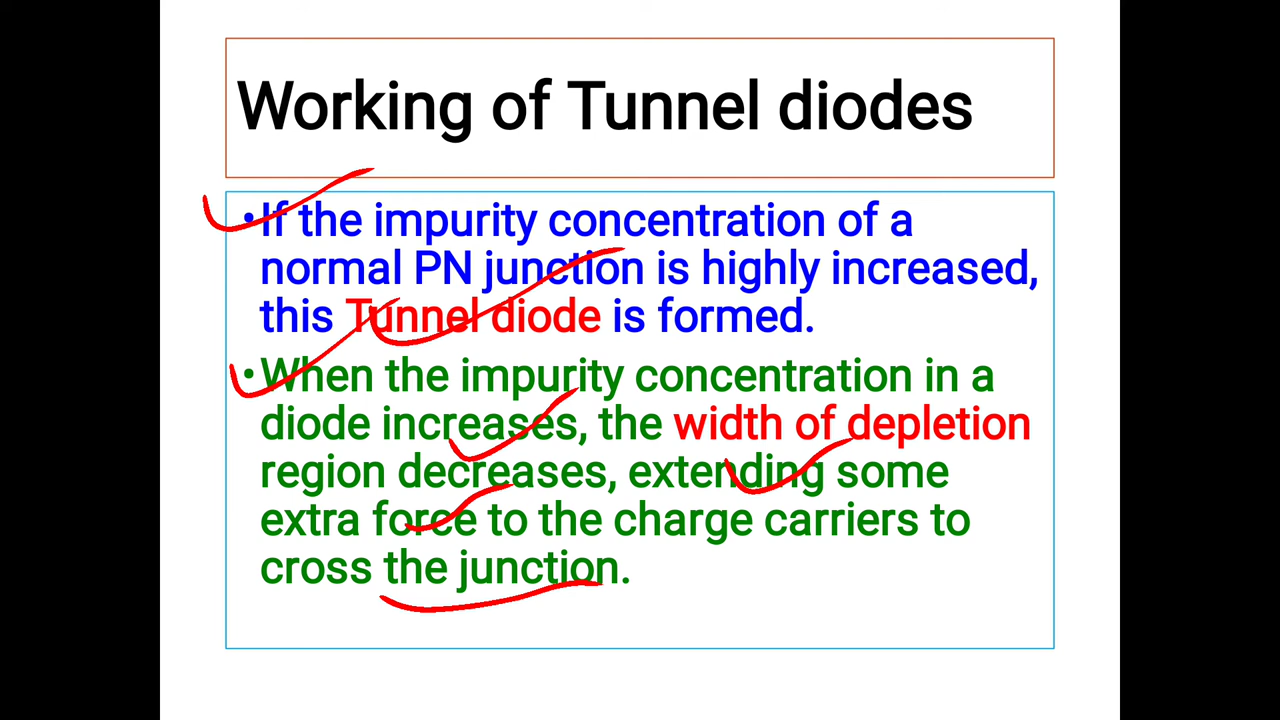 Working of Tunnel diodes
•If the impurity concentration of a
normal PN junction is highly increased,
this Tunnel diode is formed.
•When the impurity concentration in a
diode increases, the width of depletion
region decreases, extending some
extra force to the charge carriers to
cross the junction.